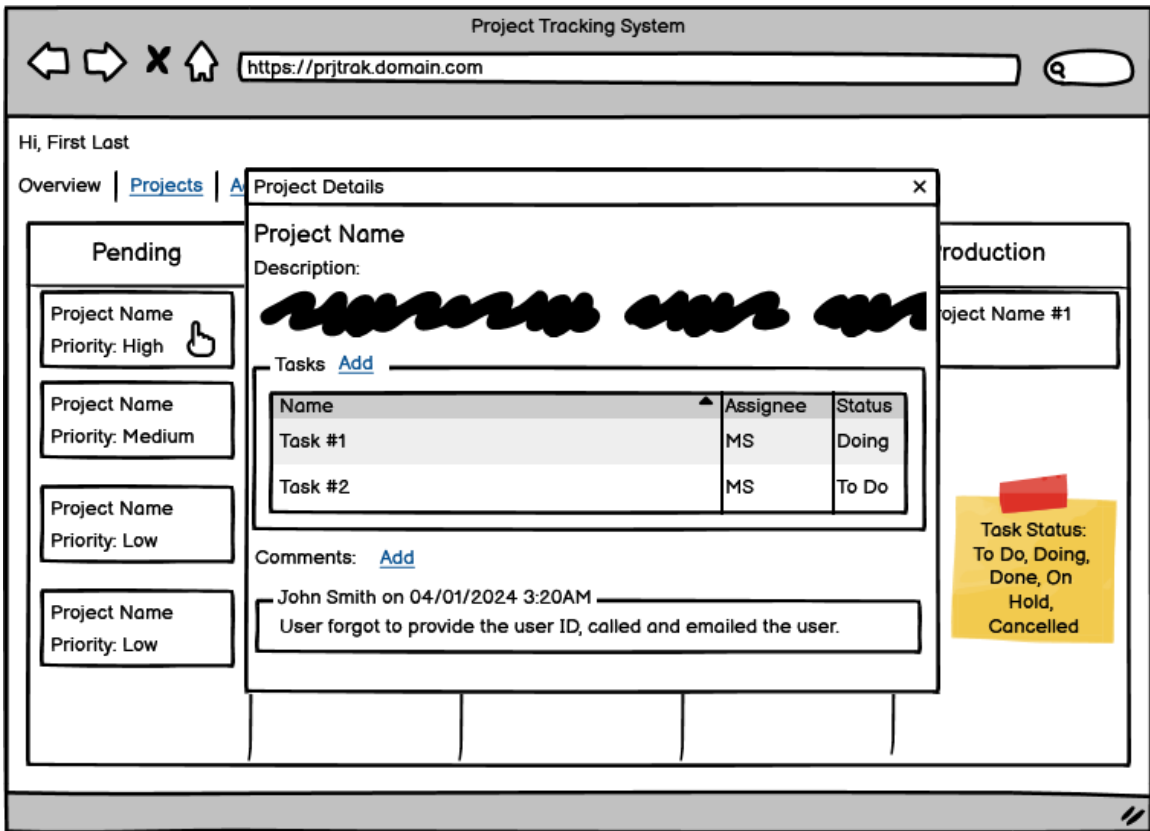 Project Tracking System
https://prjtrak.domain.com
Hi, First Last
Overview Projects
Project Details
Project Name
Description:
Tasks Add
Name Assignee Status
Task #1 MS Doing
Task #2 MS To Do
Comments: Add
John Smith on 04/01/2024 3:20AM
User forgot to provide the user ID, called and emailed the user.
Pending
Project Name
Priority: High
Project Name
Priority: Medium
Project Name
Priority: Low
Project Name
Priority: Low
roduction
oject Name #1
Task Status:
To Do, Doing,
Done, On
Hold,
Cancelled